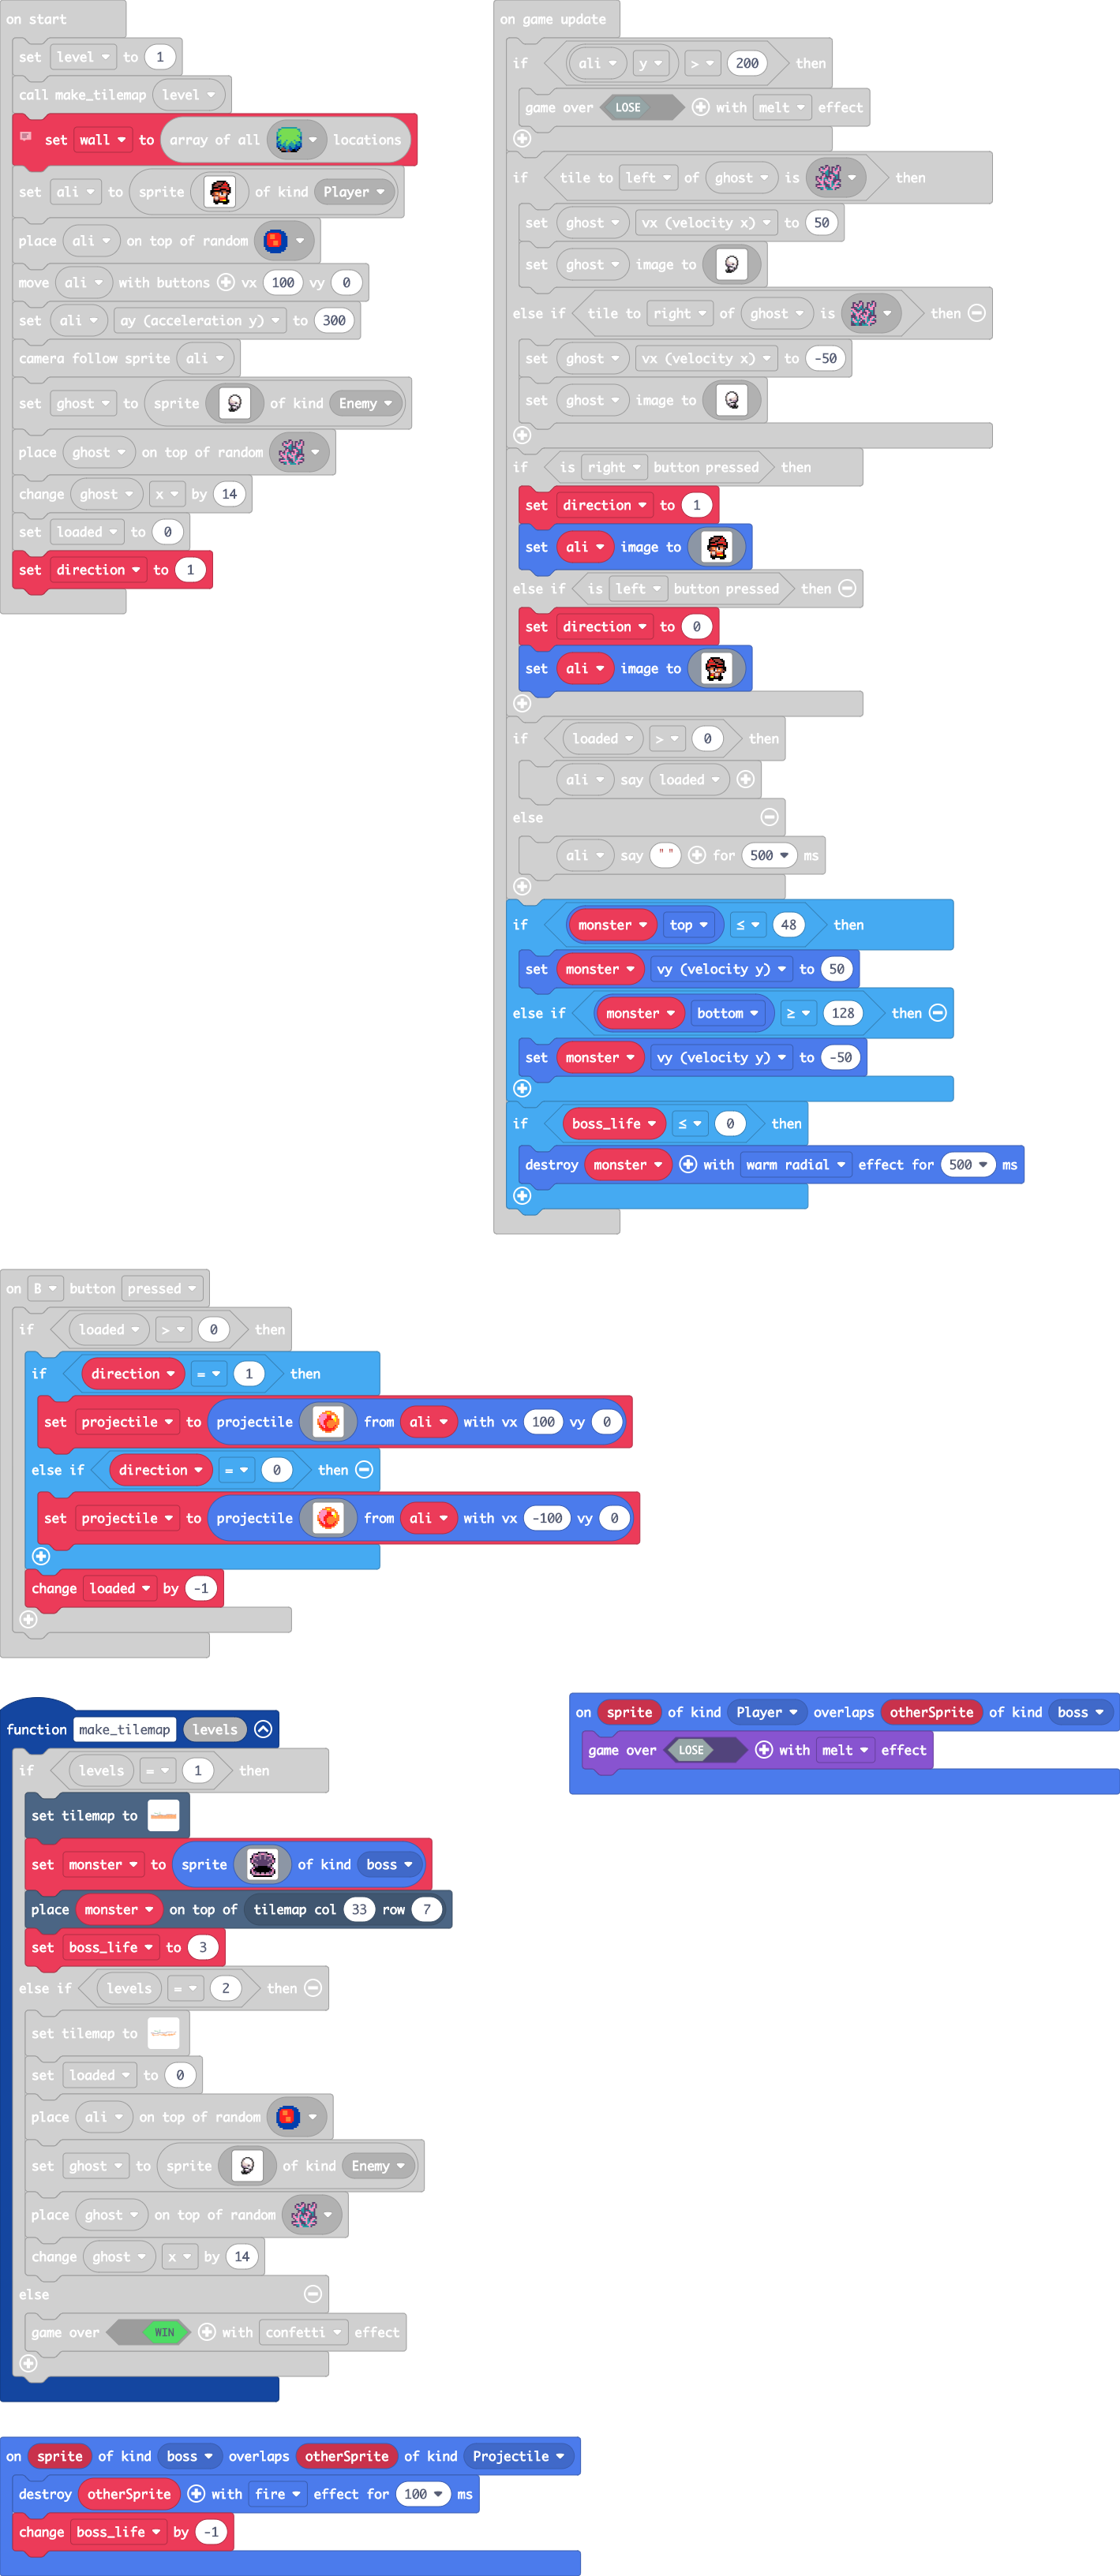 on start
set level to 1
call make_tilemap level
set wall to array of all locations
set ali to sprite of kind Player
place ali on top of random
move ali with buttons vx 100 vy 0
set ali ay (acceleration y) to 300
camera follow sprite ali
set ghost to sprite of kind Enemy
place ghost on top of random
change ghost x by 14
set loaded to 0
set direction to 1
on game update
if ali y > 200 then
game over LOSE with melt effect
if tile to left of ghost is then
set ghost vx (velocity x) to 50
set ghost image to
else if tile to right of ghost is then
set ghost vx (velocity x) to -50
set ghost image to
if is right button pressed then
set direction to 1
set ali image to
else if is left button pressed then
set direction to 0
set ali image to
if loaded > 0 then
ali say loaded
else
ali say " " for 500 ms
if monster top ≤ 48 then
set monster vy (velocity y) to 50
else if monster bottom ≥ 128 then
set monster vy (velocity y) to -50
if boss_life ≤ 0 then
destroy monster with warm radial effect for 500 ms
on B button pressed
if loaded > 0 then
if direction = 1 then
set projectile to projectile from ali with vx 100 vy 0
else if direction = 0 then
set projectile to projectile from ali with vx -100 vy 0
change loaded by -1
function make_tilemap levels
if levels = 1 then
set tilemap to
set monster to sprite of kind boss
place monster on top of tilemap col 33 row 7
set boss_life to 3
else if levels = 2 then
set tilemap to
set loaded to 0
place ali on top of random
set ghost to sprite of kind Enemy
place ghost on top of random
change ghost x by 14
else
game over WIN with confetti effect
on sprite of kind Player overlaps otherSprite of kind boss
game over LOSE with melt effect
on sprite of kind boss overlaps otherSprite of kind Projectile
destroy otherSprite with fire effect for 100 ms
change boss_life by -1